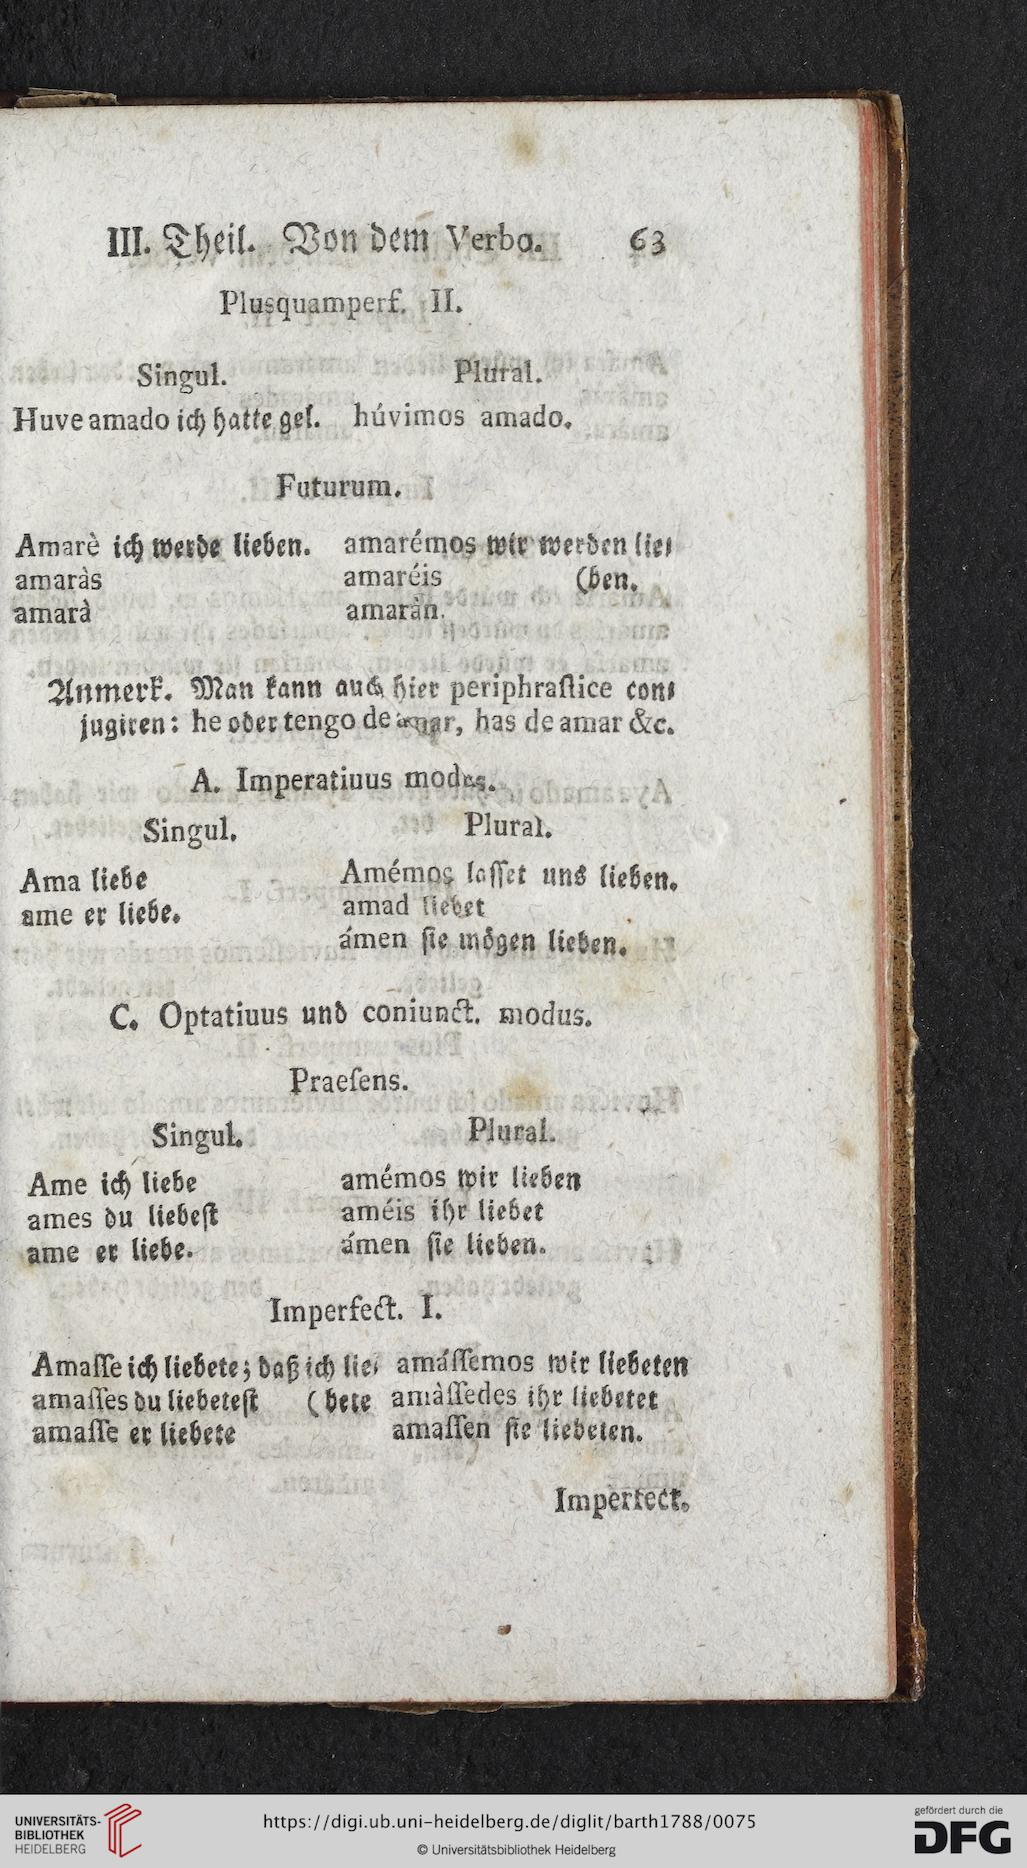 III. Theil. Von dem Verbo. 63
Plusquamperf. II.
Singul. Plural.
Huve amado ich hatte gel. húvimos amado.
Futurum.
Amarè ich werde lieben. amarémos wir werden lie⸗
amaràs amaréis (ben.
amarà amaràn.
Anmerk. Man kann auch hier periphraſtice con⸗
jugiren: he oder tengo de amar, has de amar &c.
A. Imperatiuus modus.
Singul. Plural.
Ama liebe Amémos laſſet uns lieben.
ame er liebe. amad liebet
ámen ſie mögen lieben.
C. Optatiuus und coniunct. modus.
Praeſens.
Singul. Plural.
Ame ich liebe amémos wir lieben
ames du liebeſt améis ihr liebet
ame er liebe. ámen ſie lieben.
Imperfect. I.
Amaſſe ich liebete; daß ich lie⸗ amáſſemos wir liebeten
amaſſes du liebeteſt (bete amàſſedes ihr liebetet
amaſſe er liebete amaſſen ſie liebeten.
Imperfect.
UNIVERSITÄTS-
BIBLIOTHEK
HEIDELBERG
https://digi.ub.uni-heidelberg.de/diglit/barth1788/0075
© Universitätsbibliothek Heidelberg
gefördert durch die
DFG